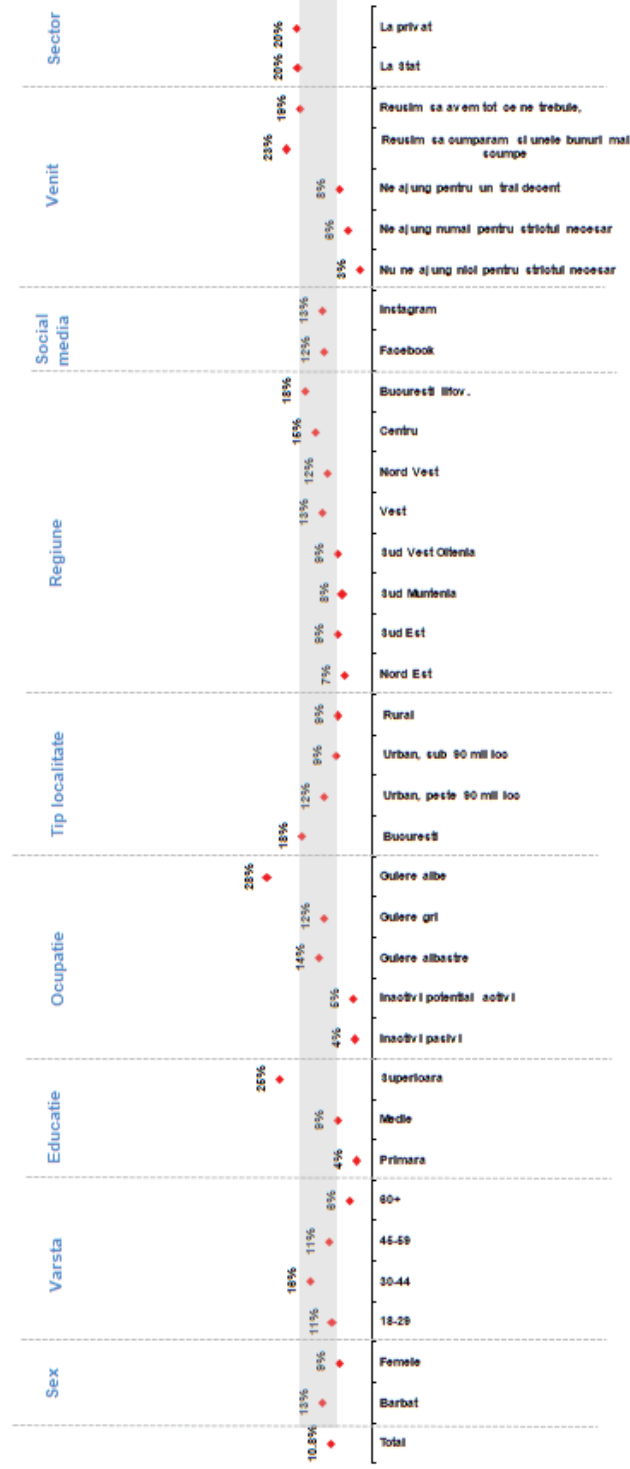 Sector
20%
La privat
20%
La Stat
Venit
19%
Reusim sa avem tot ce ne trebuie,
23%
Reusim sa cumparam si unele bunuri mai
scumpe
8%
Ne ajung pentru un trai decent
6%
Ne ajung numai pentru strictul necesar
3%
Nu ne ajung nici pentru strictul necesar
Social
media
13%
Instagram
12%
Facebook
Regiune
18%
Bucuresti Ilfov.
15%
Centru
12%
Nord Vest
13%
Vest
9%
Sud Vest Oltenia
8%
Sud Muntenia
9%
Sud Est
7%
Nord Est
Tip localitate
9%
Rural
9%
Urban, sub 90 mii loc
12%
Urban, peste 90 mii loc
18%
Bucuresti
Ocupatie
28%
Gulere albe
12%
Gulere gri
14%
Gulere albastre
5%
Inactivi potential activi
4%
Inactivi pasivi
Educatie
25%
Superioara
9%
Medie
4%
Primara
Varsta
6%
60+
11%
45-59
16%
30-44
11%
18-29
Sex
9%
Femeie
13%
Barbat
10.8%
Total